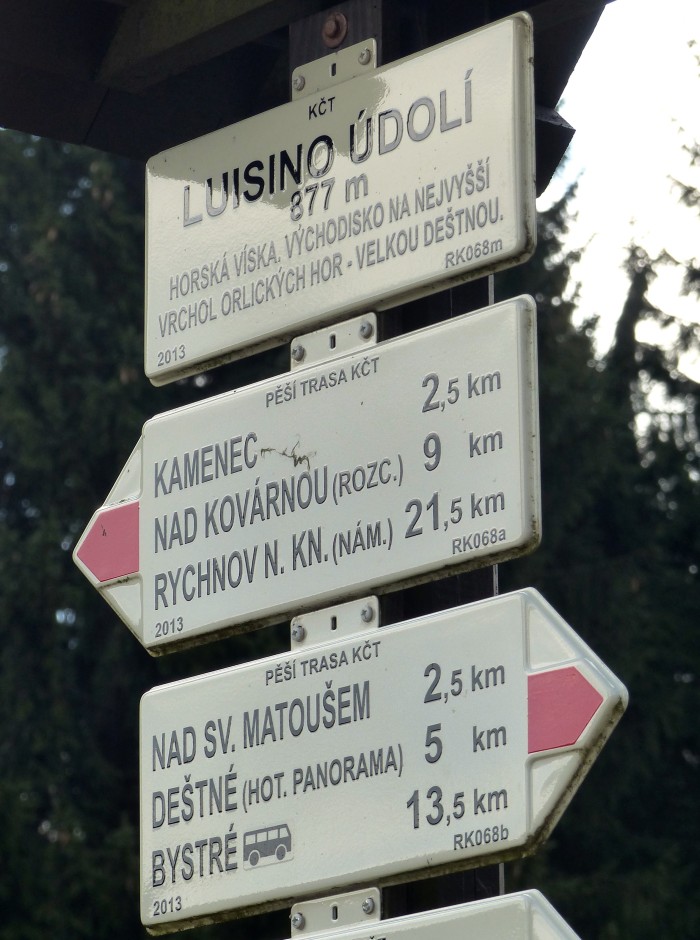 KČT
LUISINO ÚDOLÍ
877 m
HORSKÁ VÍSKA. VÝCHODISKO NA NEJVYŠŠÍ
VRCHOL ORLICKÝCH HOR - VELKOU DEŠTNOU.
2013 RK068m
PĚŠÍ TRASA KČT
KAMENEC 2,5 km
NAD KOVÁRNOU (ROZC.) 9 km
RYCHNOV N. KN. (NÁM.) 21,5 km
2013 RK068a
PĚŠÍ TRASA KČT
NAD SV. MATOUŠEM 2,5 km
DEŠTNÉ (HOT. PANORAMA) 5 km
BYSTRÉ 13,5 km
2013 RK068b